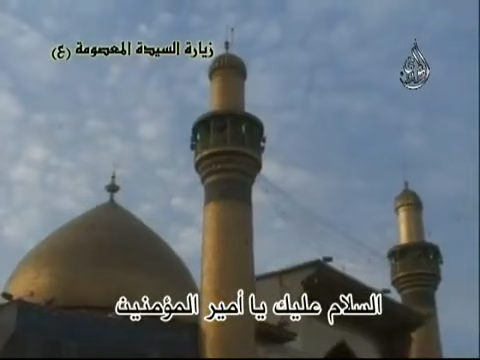 زيارة السيدة المعصومة (ع)
السلام عليك يا أمير المؤمنين